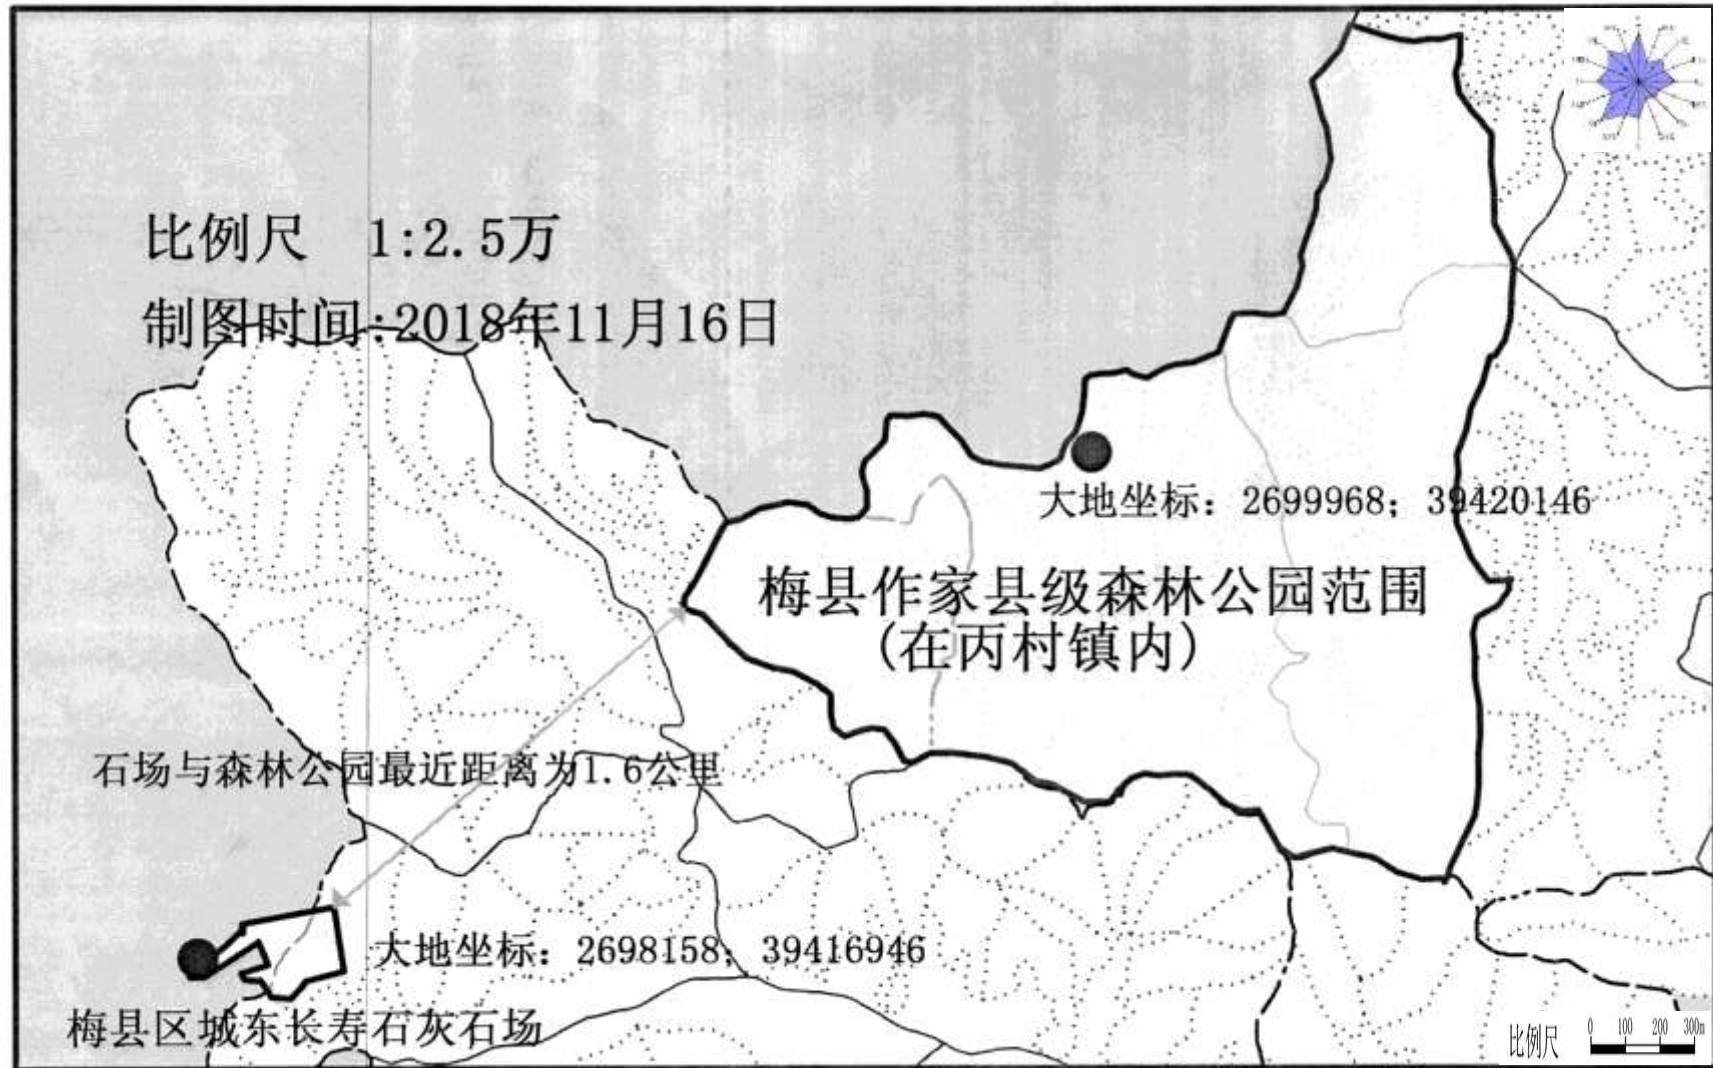 比例尺 1:2.5万
制图时间:2018年11月16日
大地坐标: 2699968; 39420146
梅县作家县级森林公园范围
(在丙村镇内)
石场与森林公园最近距离为1.6公里
大地坐标: 2698158; 39416946
梅县区城东长寿石灰石场
比例尺 0 100 200 300m